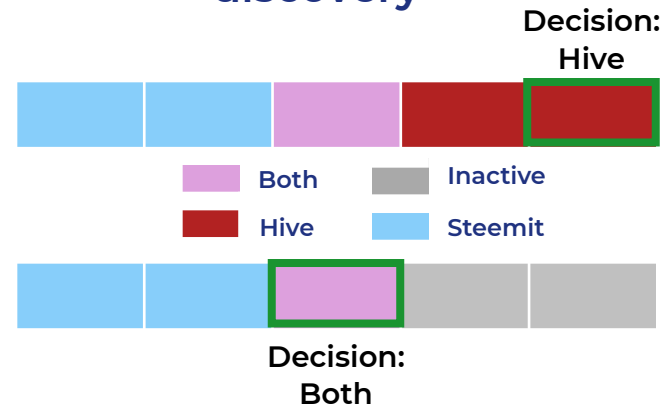 Decision:
Hive
Both
Inactive
Hive
Steemit
Decision:
Both